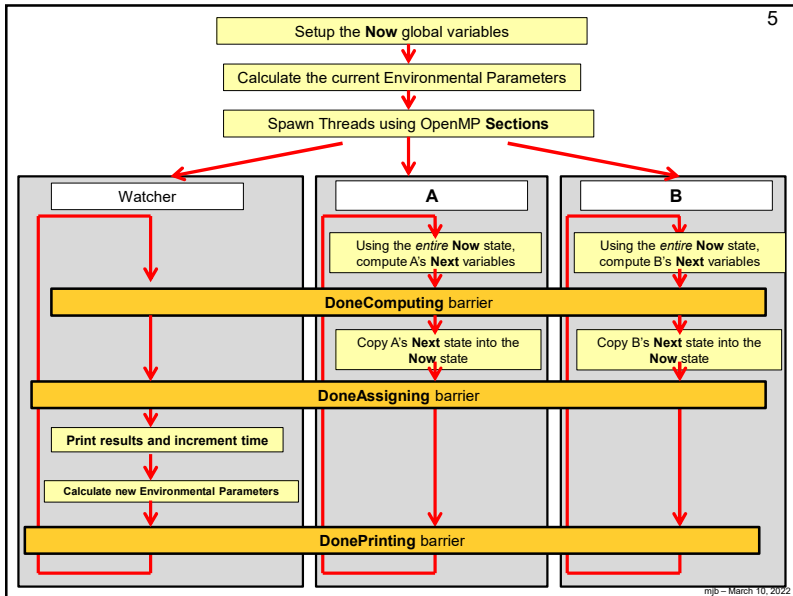 5
Setup the Now global variables
Calculate the current Environmental Parameters
Spawn Threads using OpenMP Sections
Watcher
A
B
Using the entire Now state,
compute A's Next variables
Using the entire Now state,
compute B's Next variables
DoneComputing barrier
Copy A's Next state into the
Now state
Copy B's Next state into the
Now state
DoneAssigning barrier
Print results and increment time
Calculate new Environmental Parameters
DonePrinting barrier
mjb – March 10, 2022